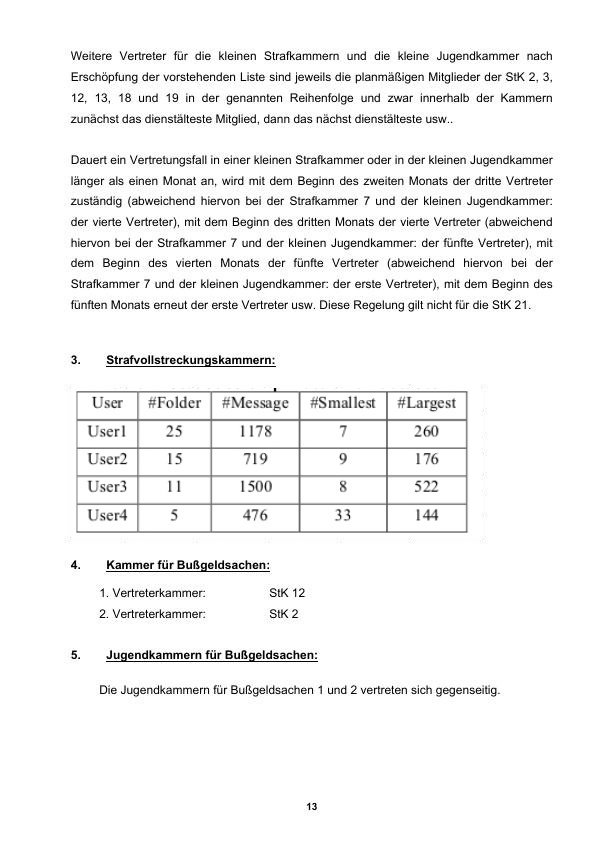 Weitere Vertreter für die kleinen Strafkammern und die kleine Jugendkammer nach
Erschöpfung der vorstehenden Liste sind jeweils die planmäßigen Mitglieder der StK 2, 3,
12, 13, 18 und 19 in der genannten Reihenfolge und zwar innerhalb der Kammern
zunächst das dienstälteste Mitglied, dann das nächst dienstälteste usw..
Dauert ein Vertretungsfall in einer kleinen Strafkammer oder in der kleinen Jugendkammer
länger als einen Monat an, wird mit dem Beginn des zweiten Monats der dritte Vertreter
zuständig (abweichend hiervon bei der Strafkammer 7 und der kleinen Jugendkammer:
der vierte Vertreter), mit dem Beginn des dritten Monats der vierte Vertreter (abweichend
hiervon bei der Strafkammer 7 und der kleinen Jugendkammer: der fünfte Vertreter), mit
dem Beginn des vierten Monats der fünfte Vertreter (abweichend hiervon bei der
Strafkammer 7 und der kleinen Jugendkammer: der erste Vertreter), mit dem Beginn des
fünften Monats erneut der erste Vertreter usw. Diese Regelung gilt nicht für die StK 21.
3. Strafvollstreckungskammern:
User #Folder #Message #Smallest #Largest
User1 25 1178 7 260
User2 15 719 9 176
User3 11 1500 8 522
User4 5 476 33 144
4. Kammer für Bußgeldsachen:
1. Vertreterkammer: StK 12
2. Vertreterkammer: StK 2
5. Jugendkammern für Bußgeldsachen:
Die Jugendkammern für Bußgeldsachen 1 und 2 vertreten sich gegenseitig.
13